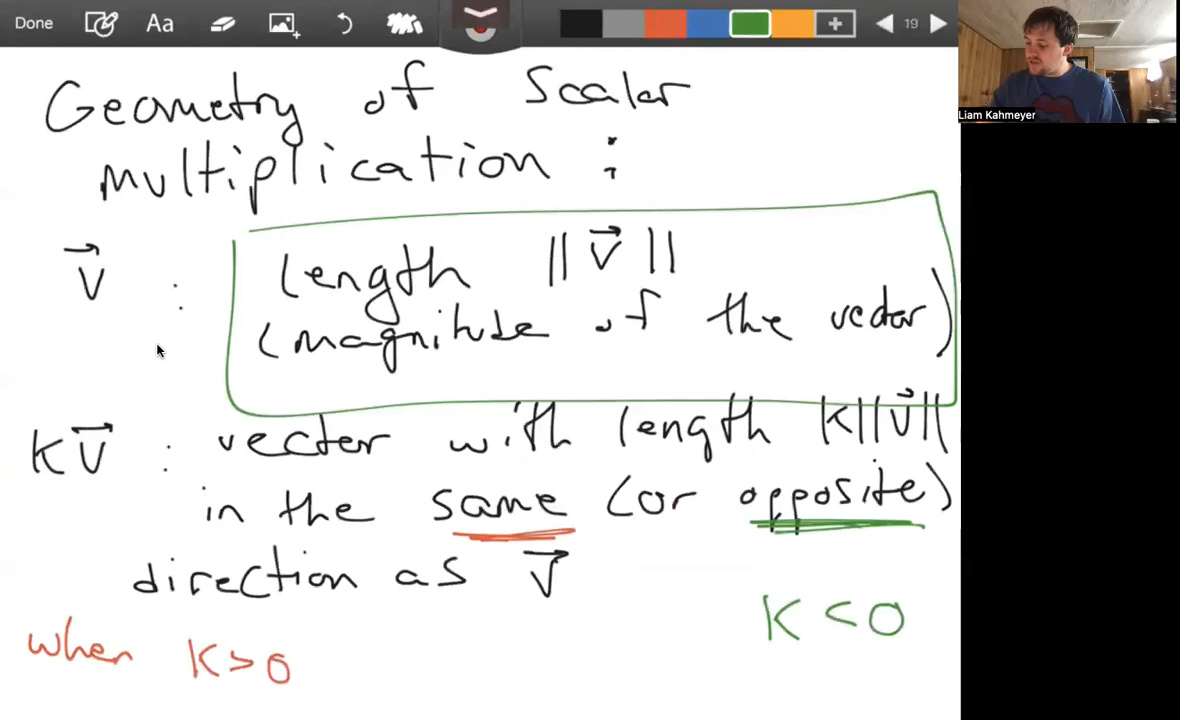 Done
Aa
19
Liam Kahmeyer
Geometry of Scalar
multiplication :
v⃗ : length ||v⃗||
(magnitude of the vector)
Kv⃗ : vector with length K||v⃗||
in the same (or opposite)
direction as v⃗
K < 0
when K > 0